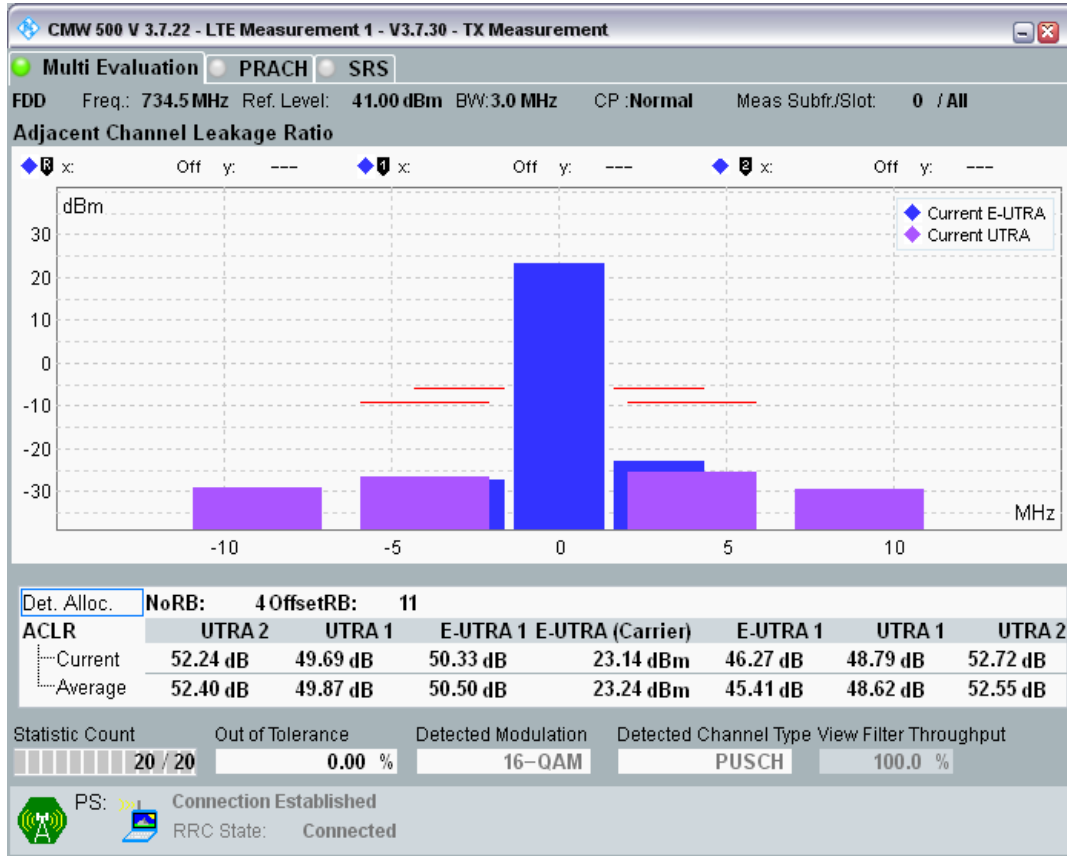 CMW 500 V 3.7.22 - LTE Measurement 1 - V3.7.30 - TX Measurement
Multi Evaluation PRACH SRS
FDD Freq.: 734.5 MHz Ref. Level: 41.00 dBm BW: 3.0 MHz CP :Normal Meas Subfr./Slot: 0 / All
Adjacent Channel Leakage Ratio
R x: Off y: --- 1 x: Off y: --- 2 x: Off y: ---
dBm
Current E-UTRA
Current UTRA
30
20
10
0
-10
-20
-30
MHz
-10 -5 0 5 10
Det. Alloc. NoRB: 4 OffsetRB: 11
ACLR UTRA 2 UTRA 1 E-UTRA 1 E-UTRA (Carrier) E-UTRA 1 UTRA 1 UTRA 2
Current 52.24 dB 49.69 dB 50.33 dB 23.14 dBm 46.27 dB 48.79 dB 52.72 dB
Average 52.40 dB 49.87 dB 50.50 dB 23.24 dBm 45.41 dB 48.62 dB 52.55 dB
Statistic Count Out of Tolerance Detected Modulation Detected Channel Type View Filter Throughput
20 / 20 0.00 % 16-QAM PUSCH 100.0 %
PS: Connection Established
RRC State: Connected